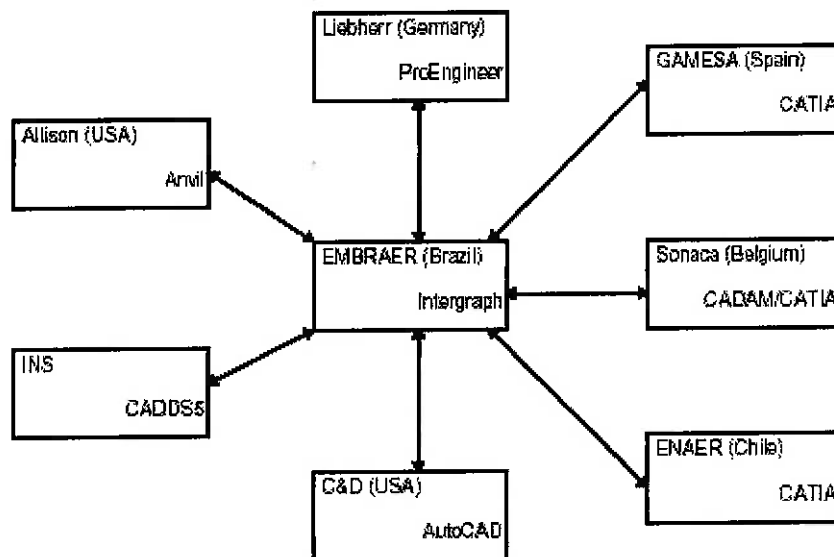 Liebherr (Germany)
ProEngineer
GAMESA (Spain)
CATIA
Allison (USA)
Anvil
EMBRAER (Brazil)
Intergraph
Sonaca (Belgium)
CADAM/CATIA
INS
CADDS5
C&D (USA)
AutoCAD
ENAER (Chile)
CATIA